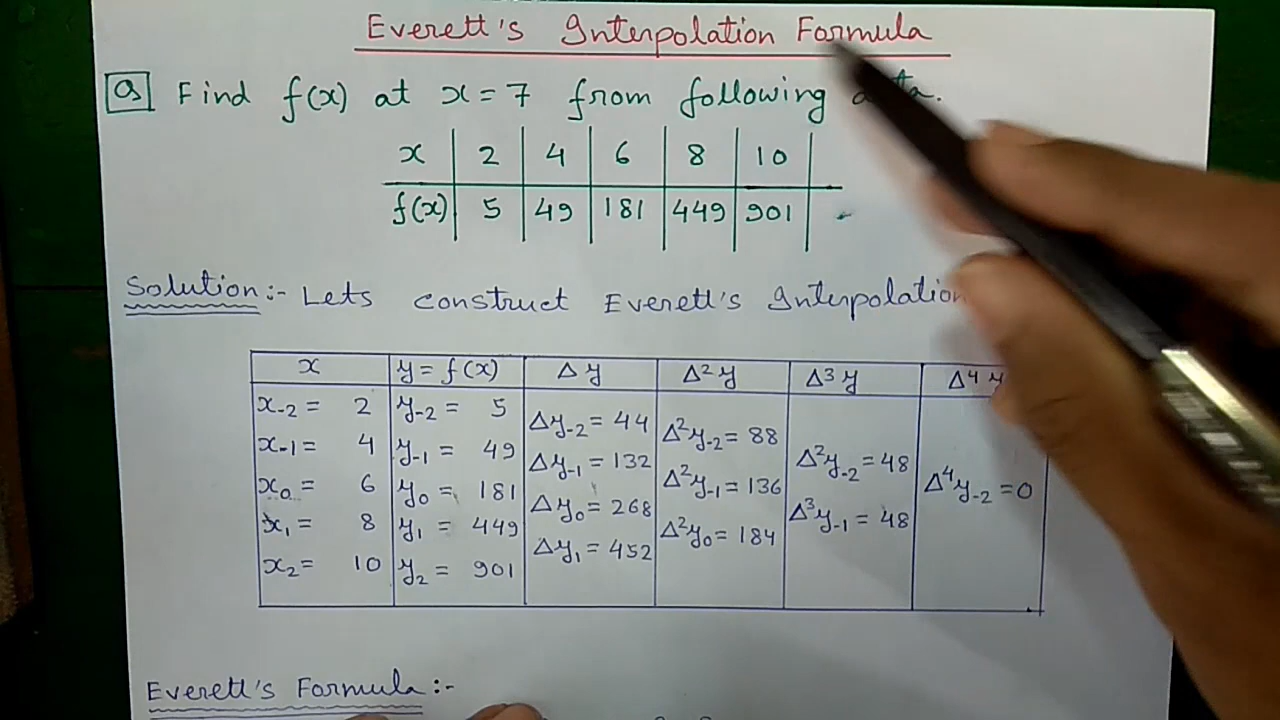 Everett's Interpolation Formula
Q Find f(x) at x = 7 from following
x 2 4 6 8 10
f(x) 5 49 181 449 901
Solution:- Lets construct Everett's Interpolation
x y = f(x) Δy Δ²y Δ³y Δ⁴y
x₋₂ = 2 y₋₂ = 5
Δy₋₂ = 44
x₋₁ = 4 y₋₁ = 49 Δ²y₋₂ = 88
Δy₋₁ = 132 Δ²y₋₂ = 48
x₀ = 6 y₀ = 181 Δ²y₋₁ = 136 Δ⁴y₋₂ = 0
Δy₀ = 268 Δ³y₋₁ = 48
x₁ = 8 y₁ = 449 Δ²y₀ = 184
Δy₁ = 452
x₂ = 10 y₂ = 901
Everett's Formula:-